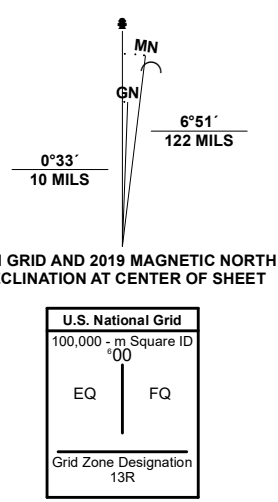 MN
GN
6°51´
122 MILS
0°33´
10 MILS
GRID AND 2019 MAGNETIC NORTH
CLINATION AT CENTER OF SHEET
U.S. National Grid
100,000 - m Square ID
⁶00
EQ FQ
Grid Zone Designation
13R